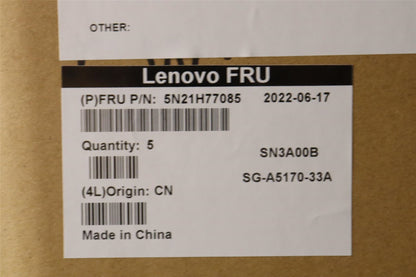 OTHER:
Lenovo FRU
(P)FRU P/N: 5N21H77085 2022-06-17
Quantity: 5
SN3A00B
SG-A5170-33A
(4L)Origin: CN
Made in China